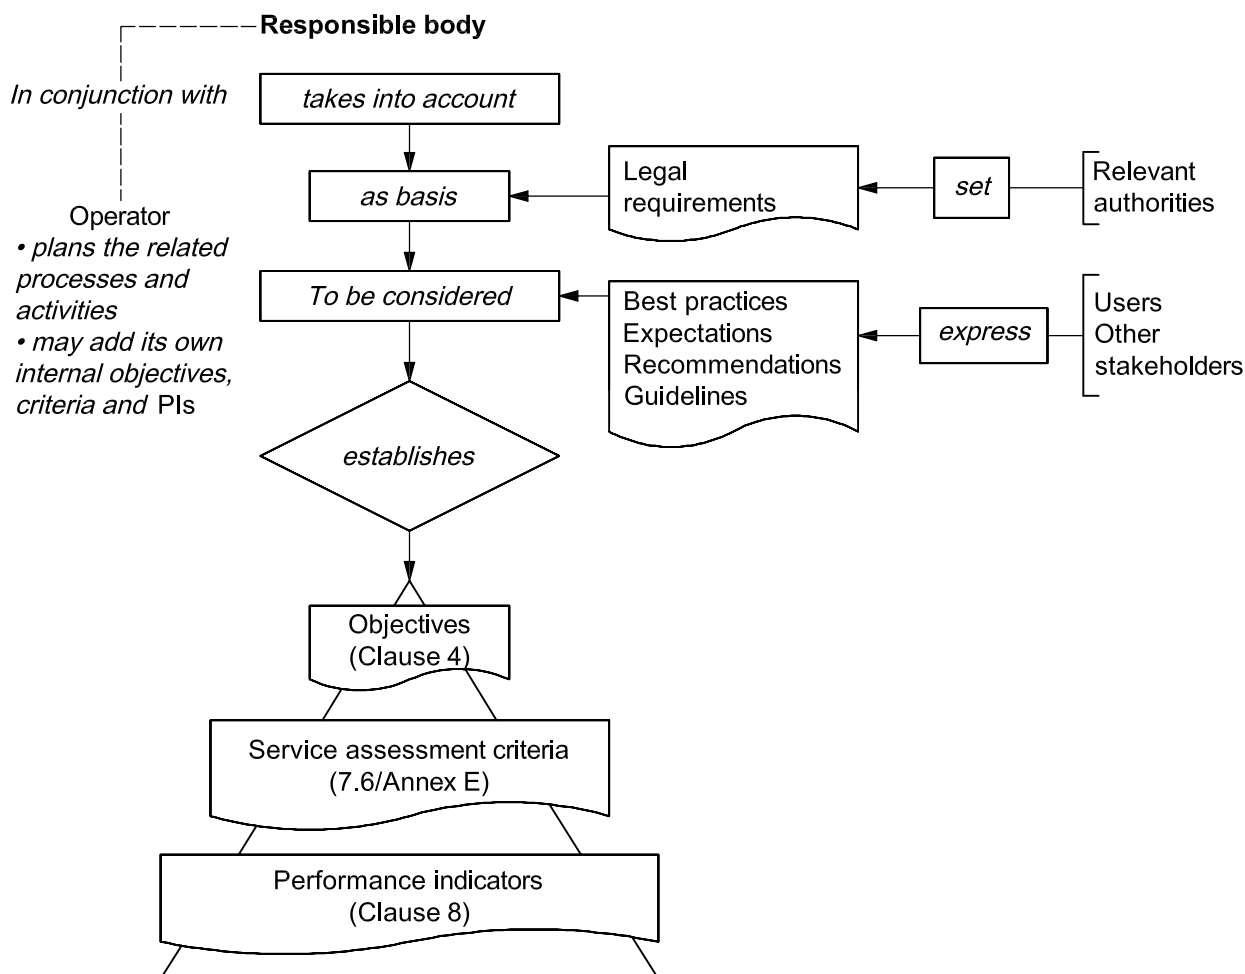 Responsible body
In conjunction with
takes into account
Legal
requirements
set
Relevant
authorities
as basis
Operator
• plans the related
processes and
activities
• may add its own
internal objectives,
criteria and PIs
To be considered
Best practices
Expectations
Recommendations
Guidelines
express
Users
Other
stakeholders
establishes
Objectives
(Clause 4)
Service assessment criteria
(7.6/Annex E)
Performance indicators
(Clause 8)